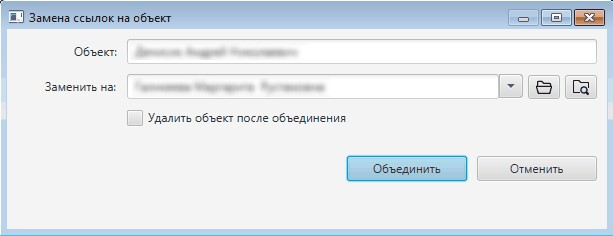 Замена ссылок на объект
Объект:
Заменить на:
Удалить объект после объединения
Объединить Отменить